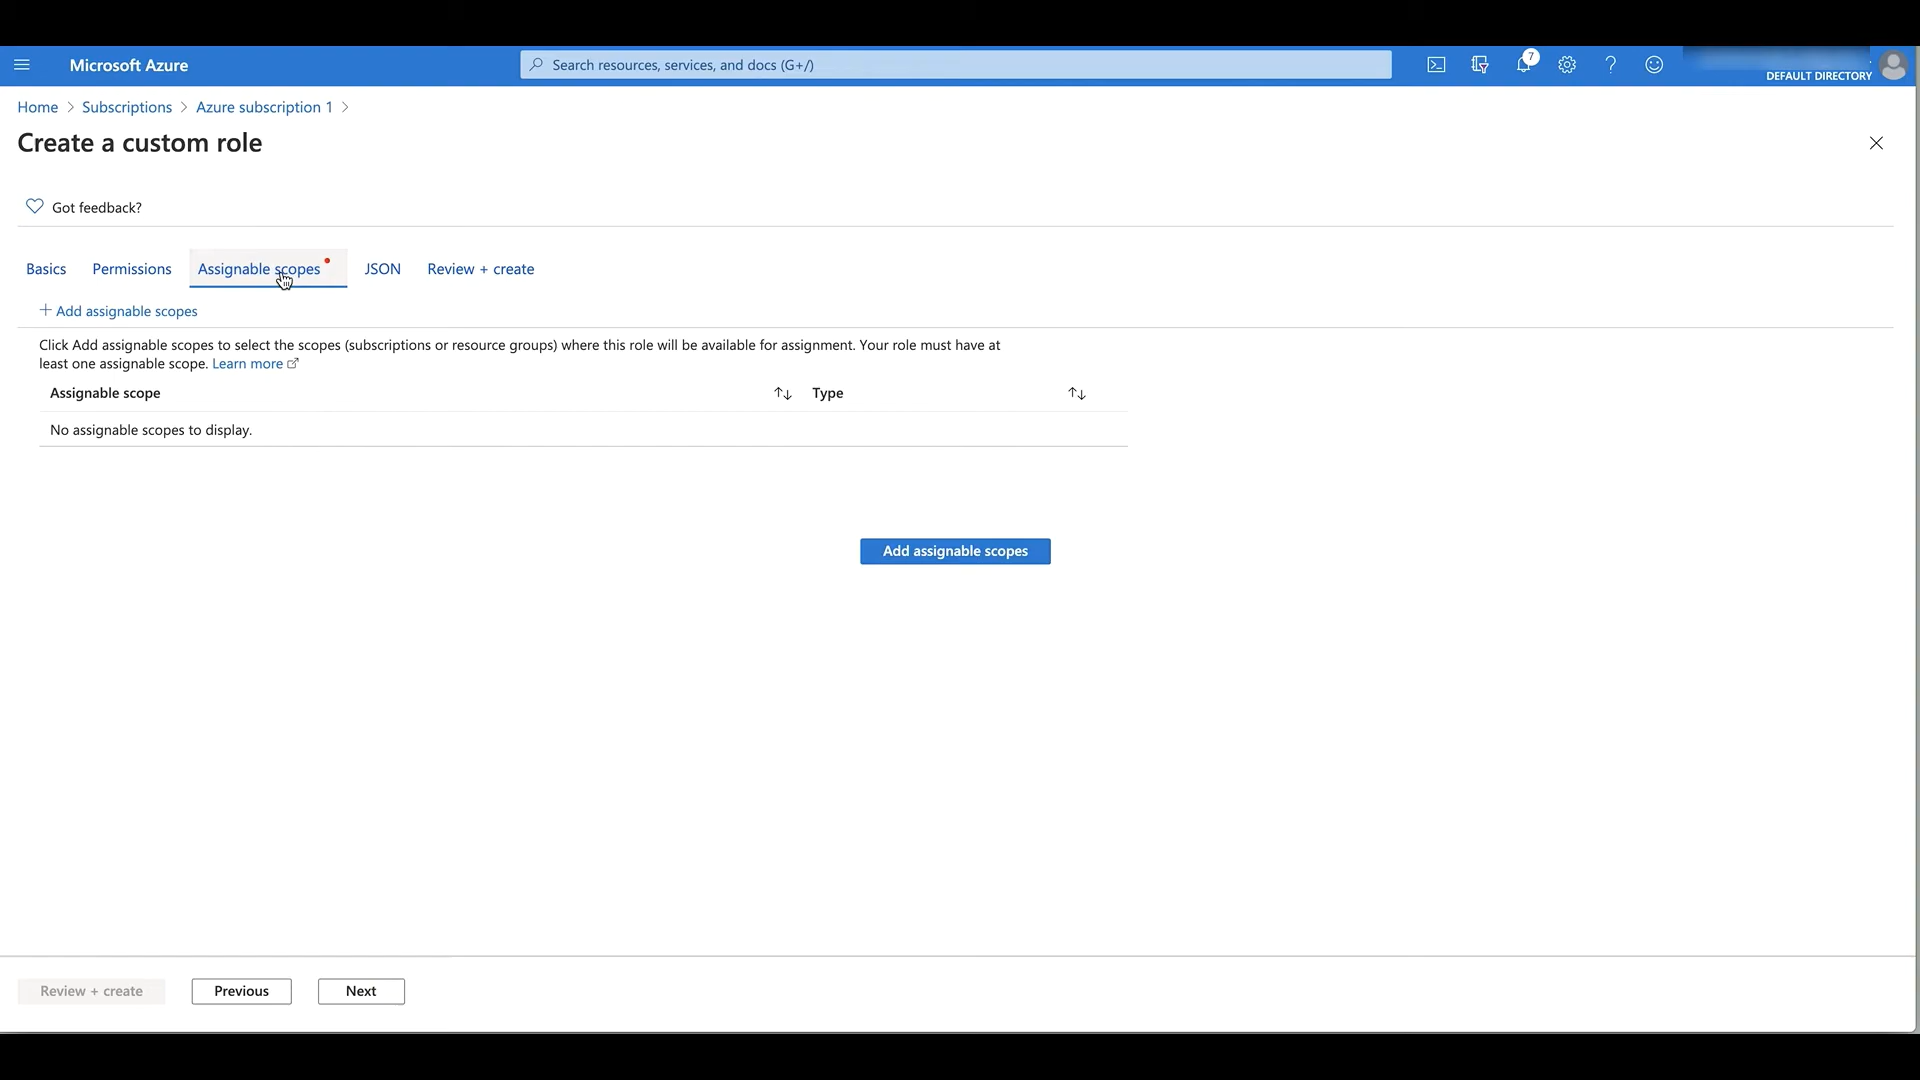 Microsoft Azure
Search resources, services, and docs (G+/)
7
DEFAULT DIRECTORY
Home > Subscriptions > Azure subscription 1 >
Create a custom role
Got feedback?
Basics Permissions Assignable scopes JSON Review + create
+ Add assignable scopes
Click Add assignable scopes to select the scopes (subscriptions or resource groups) where this role will be available for assignment. Your role must have at
least one assignable scope. Learn more
Assignable scope Type
No assignable scopes to display.
Add assignable scopes
Review + create Previous Next